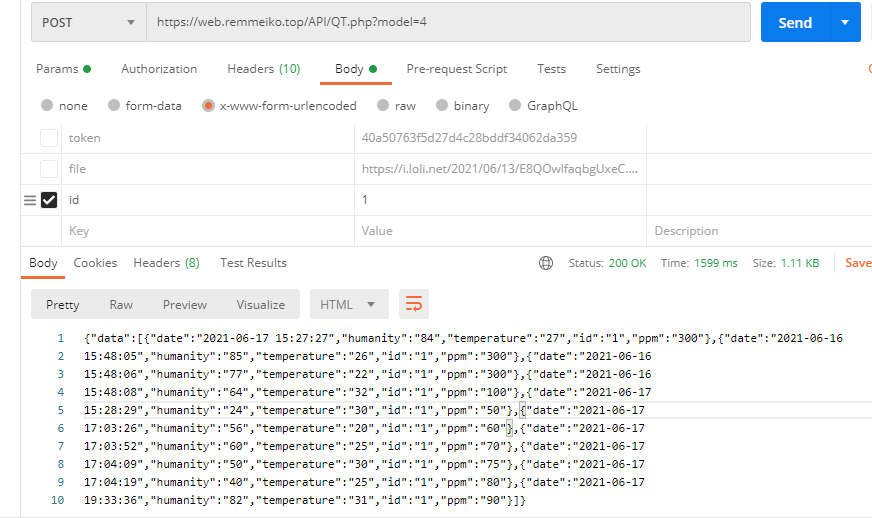 POST https://web.remmeiko.top/API/QT.php?model=4 Send
Params Authorization Headers (10) Body Pre-request Script Tests Settings
none form-data x-www-form-urlencoded raw binary GraphQL
token 40a50763f5d27d4c28bddf34062da359
file https://i.loli.net/2021/06/13/E8QOwlfaqbgUxeC....
id 1
Key Value Description
Body Cookies Headers (8) Test Results Status: 200 OK Time: 1599 ms Size: 1.11 KB Save
Pretty Raw Preview Visualize HTML
1 {"data":[{"date":"2021-06-17 15:27:27","humanity":"84","temperature":"27","id":"1","ppm":"300"},{"date":"2021-06-16
2 15:48:05","humanity":"85","temperature":"26","id":"1","ppm":"300"},{"date":"2021-06-16
3 15:48:06","humanity":"77","temperature":"22","id":"1","ppm":"300"},{"date":"2021-06-16
4 15:48:08","humanity":"64","temperature":"32","id":"1","ppm":"100"},{"date":"2021-06-17
5 15:28:29","humanity":"24","temperature":"30","id":"1","ppm":"50"},{"date":"2021-06-17
6 17:03:26","humanity":"56","temperature":"20","id":"1","ppm":"60"},{"date":"2021-06-17
7 17:03:52","humanity":"60","temperature":"25","id":"1","ppm":"70"},{"date":"2021-06-17
8 17:04:09","humanity":"50","temperature":"30","id":"1","ppm":"75"},{"date":"2021-06-17
9 17:04:19","humanity":"40","temperature":"25","id":"1","ppm":"80"},{"date":"2021-06-17
10 19:33:36","humanity":"82","temperature":"31","id":"1","ppm":"90"}]}